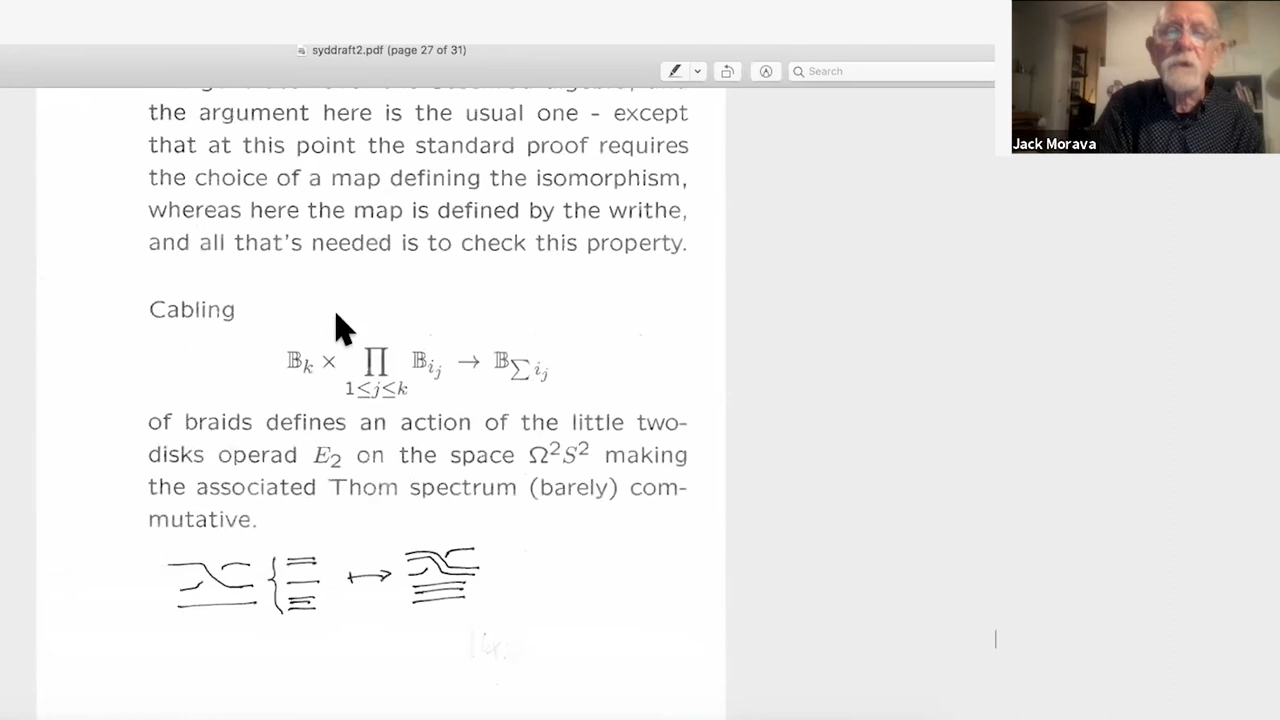 syddraft2.pdf (page 27 of 31)
Search
Jack Morava
the argument here is the usual one - except
that at this point the standard proof requires
the choice of a map defining the isomorphism,
whereas here the map is defined by the writhe,
and all that's needed is to check this property.
Cabling
𝔹_k × ∏_{1≤j≤k} 𝔹_{i_j} → 𝔹_{∑ i_j}
of braids defines an action of the little two-
disks operad E_2 on the space Ω²S² making
the associated Thom spectrum (barely) com-
mutative.